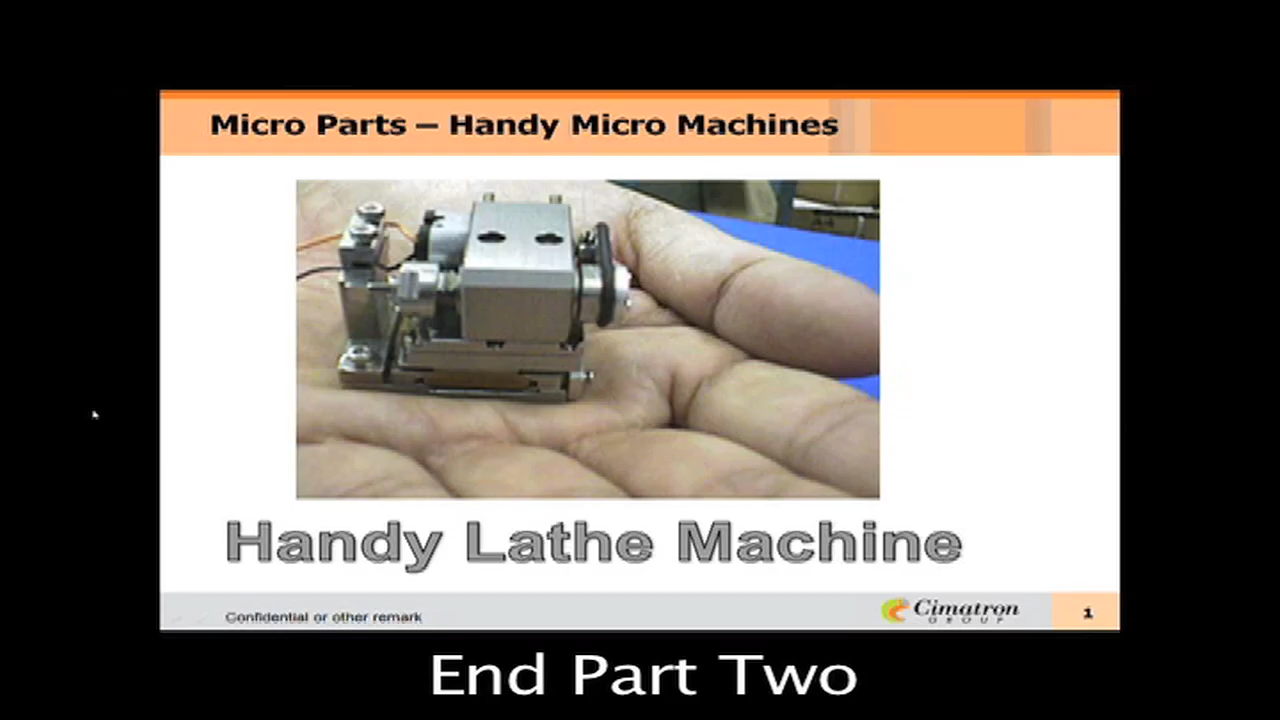 Micro Parts – Handy Micro Machines
Handy Lathe Machine
Confidential or other remark
Cimatron
GROUP
1
End Part Two